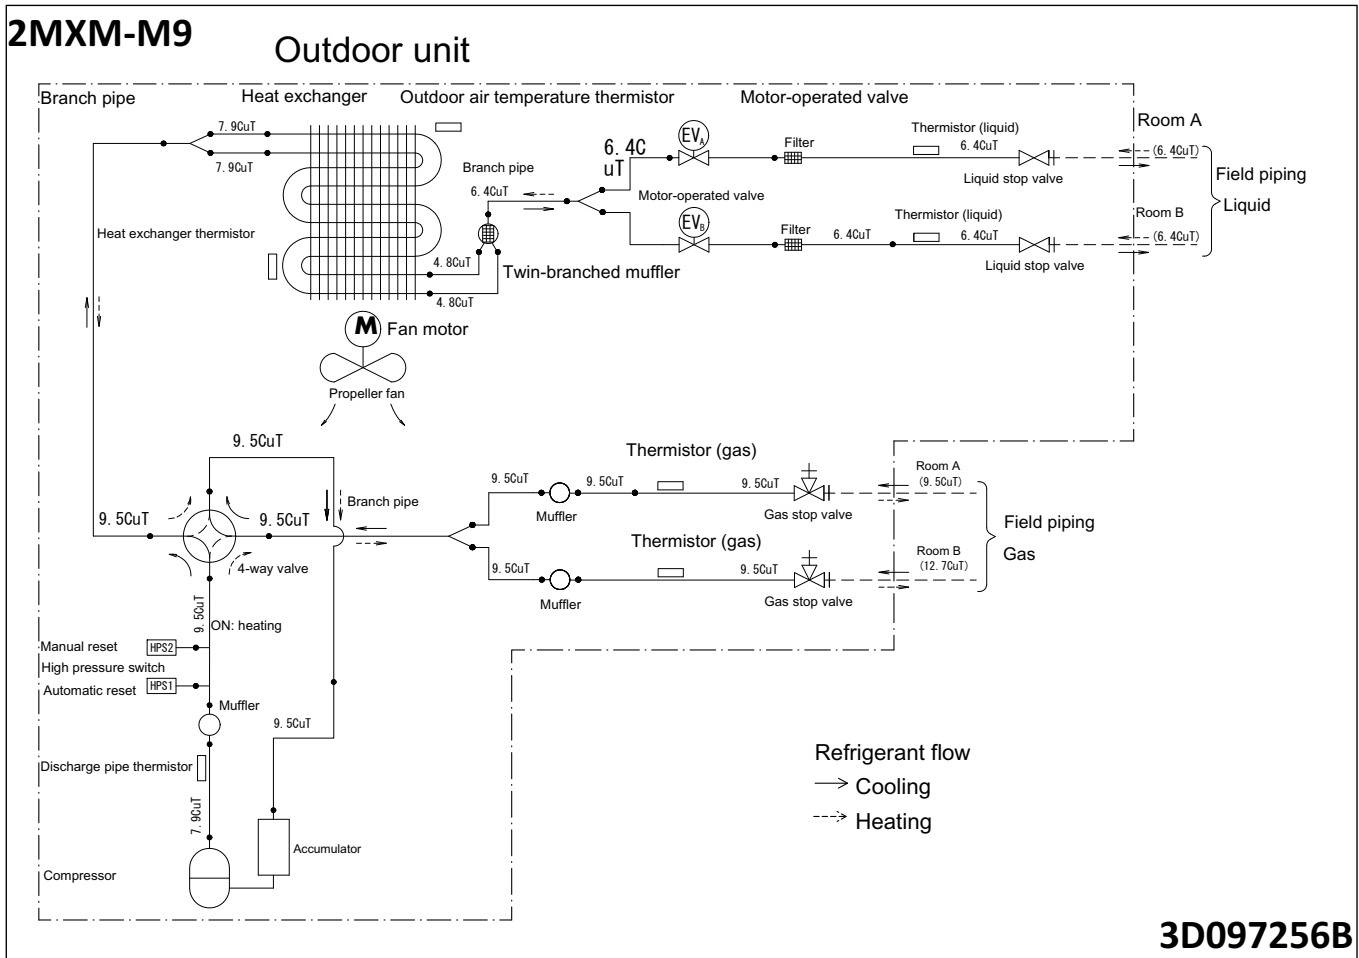 2MXM-M9
Outdoor unit
Branch pipe
Heat exchanger
Outdoor air temperature thermistor
Motor-operated valve
7. 9CuT
7. 9CuT
Heat exchanger thermistor
Branch pipe
6. 4CuT
6. 4C
uT
EVA
Filter
Thermistor (liquid)
6. 4CuT
Liquid stop valve
Room A
(6. 4CuT)
Motor-operated valve
EVB
Filter
6. 4CuT
Thermistor (liquid)
6. 4CuT
Liquid stop valve
Room B
(6. 4CuT)
Field piping
Liquid
4. 8CuT
4. 8CuT
Twin-branched muffler
M
Fan motor
Propeller fan
9. 5CuT
9. 5CuT
9. 5CuT
4-way valve
Branch pipe
Thermistor (gas)
9. 5CuT
Muffler
9. 5CuT
9. 5CuT
Gas stop valve
Room A
(9. 5CuT)
Thermistor (gas)
9. 5CuT
Muffler
9. 5CuT
Gas stop valve
Room B
(12. 7CuT)
Field piping
Gas
9. 5CuT
ON: heating
Manual reset
HPS2
High pressure switch
Automatic reset
HPS1
Muffler
9. 5CuT
Discharge pipe thermistor
7. 9CuT
Accumulator
Compressor
Refrigerant flow
Cooling
Heating
3D097256B